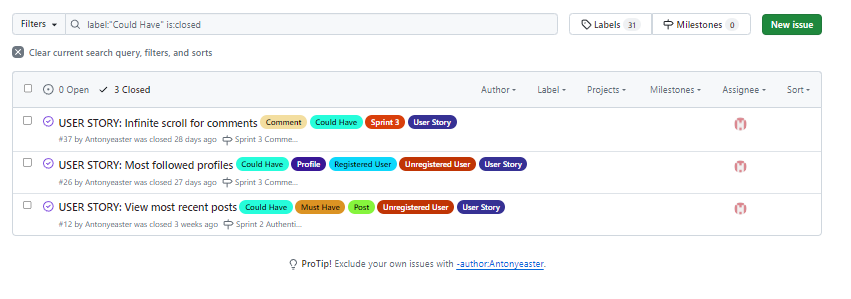 Filters label:"Could Have" is:closed Labels 31 Milestones 0 New issue
Clear current search query, filters, and sorts
0 Open 3 Closed Author Label Projects Milestones Assignee Sort
USER STORY: Infinite scroll for comments Comment Could Have Sprint 3 User Story
#37 by Antonyeaster was closed 28 days ago Sprint 3 Comme...
USER STORY: Most followed profiles Could Have Profile Registered User Unregistered User User Story
#26 by Antonyeaster was closed 27 days ago Sprint 3 Comme...
USER STORY: View most recent posts Could Have Must Have Post Unregistered User User Story
#12 by Antonyeaster was closed 3 weeks ago Sprint 2 Authenti...
ProTip! Exclude your own issues with -author:Antonyeaster.